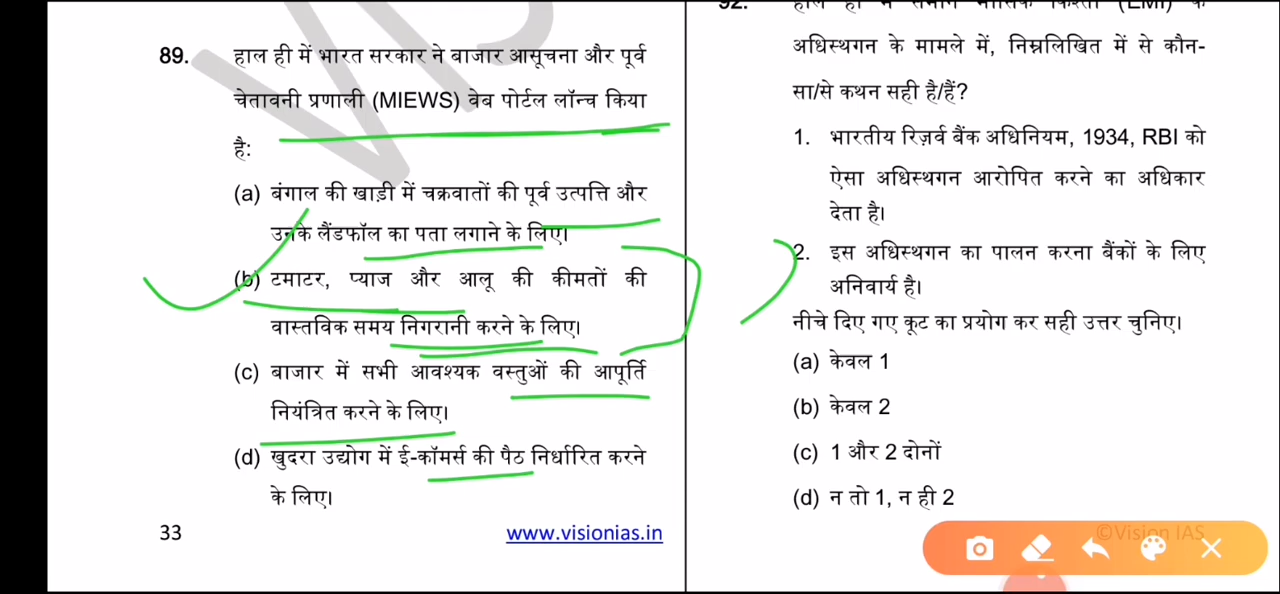 89. हाल ही में भारत सरकार ने बाजार आसूचना और पूर्व
चेतावनी प्रणाली (MIEWS) वेब पोर्टल लॉन्च किया
है:
(a) बंगाल की खाड़ी में चक्रवातों की पूर्व उत्पत्ति और
उनके लैंडफॉल का पता लगाने के लिए।
(b) टमाटर, प्याज और आलू की कीमतों की
वास्तविक समय निगरानी करने के लिए।
(c) बाजार में सभी आवश्यक वस्तुओं की आपूर्ति
नियंत्रित करने के लिए।
(d) खुदरा उद्योग में ई-कॉमर्स की पैठ निर्धारित करने
के लिए।
33 www.visionias.in
92. हाल ही में समान मासिक किश्ती (EMI) के
अधिस्थगन के मामले में, निम्नलिखित में से कौन-
सा/से कथन सही है/हैं?
1. भारतीय रिज़र्व बैंक अधिनियम, 1934, RBI को
ऐसा अधिस्थगन आरोपित करने का अधिकार
देता है।
2. इस अधिस्थगन का पालन करना बैंकों के लिए
अनिवार्य है।
नीचे दिए गए कूट का प्रयोग कर सही उत्तर चुनिए।
(a) केवल 1
(b) केवल 2
(c) 1 और 2 दोनों
(d) न तो 1, न ही 2
©Vision IAS